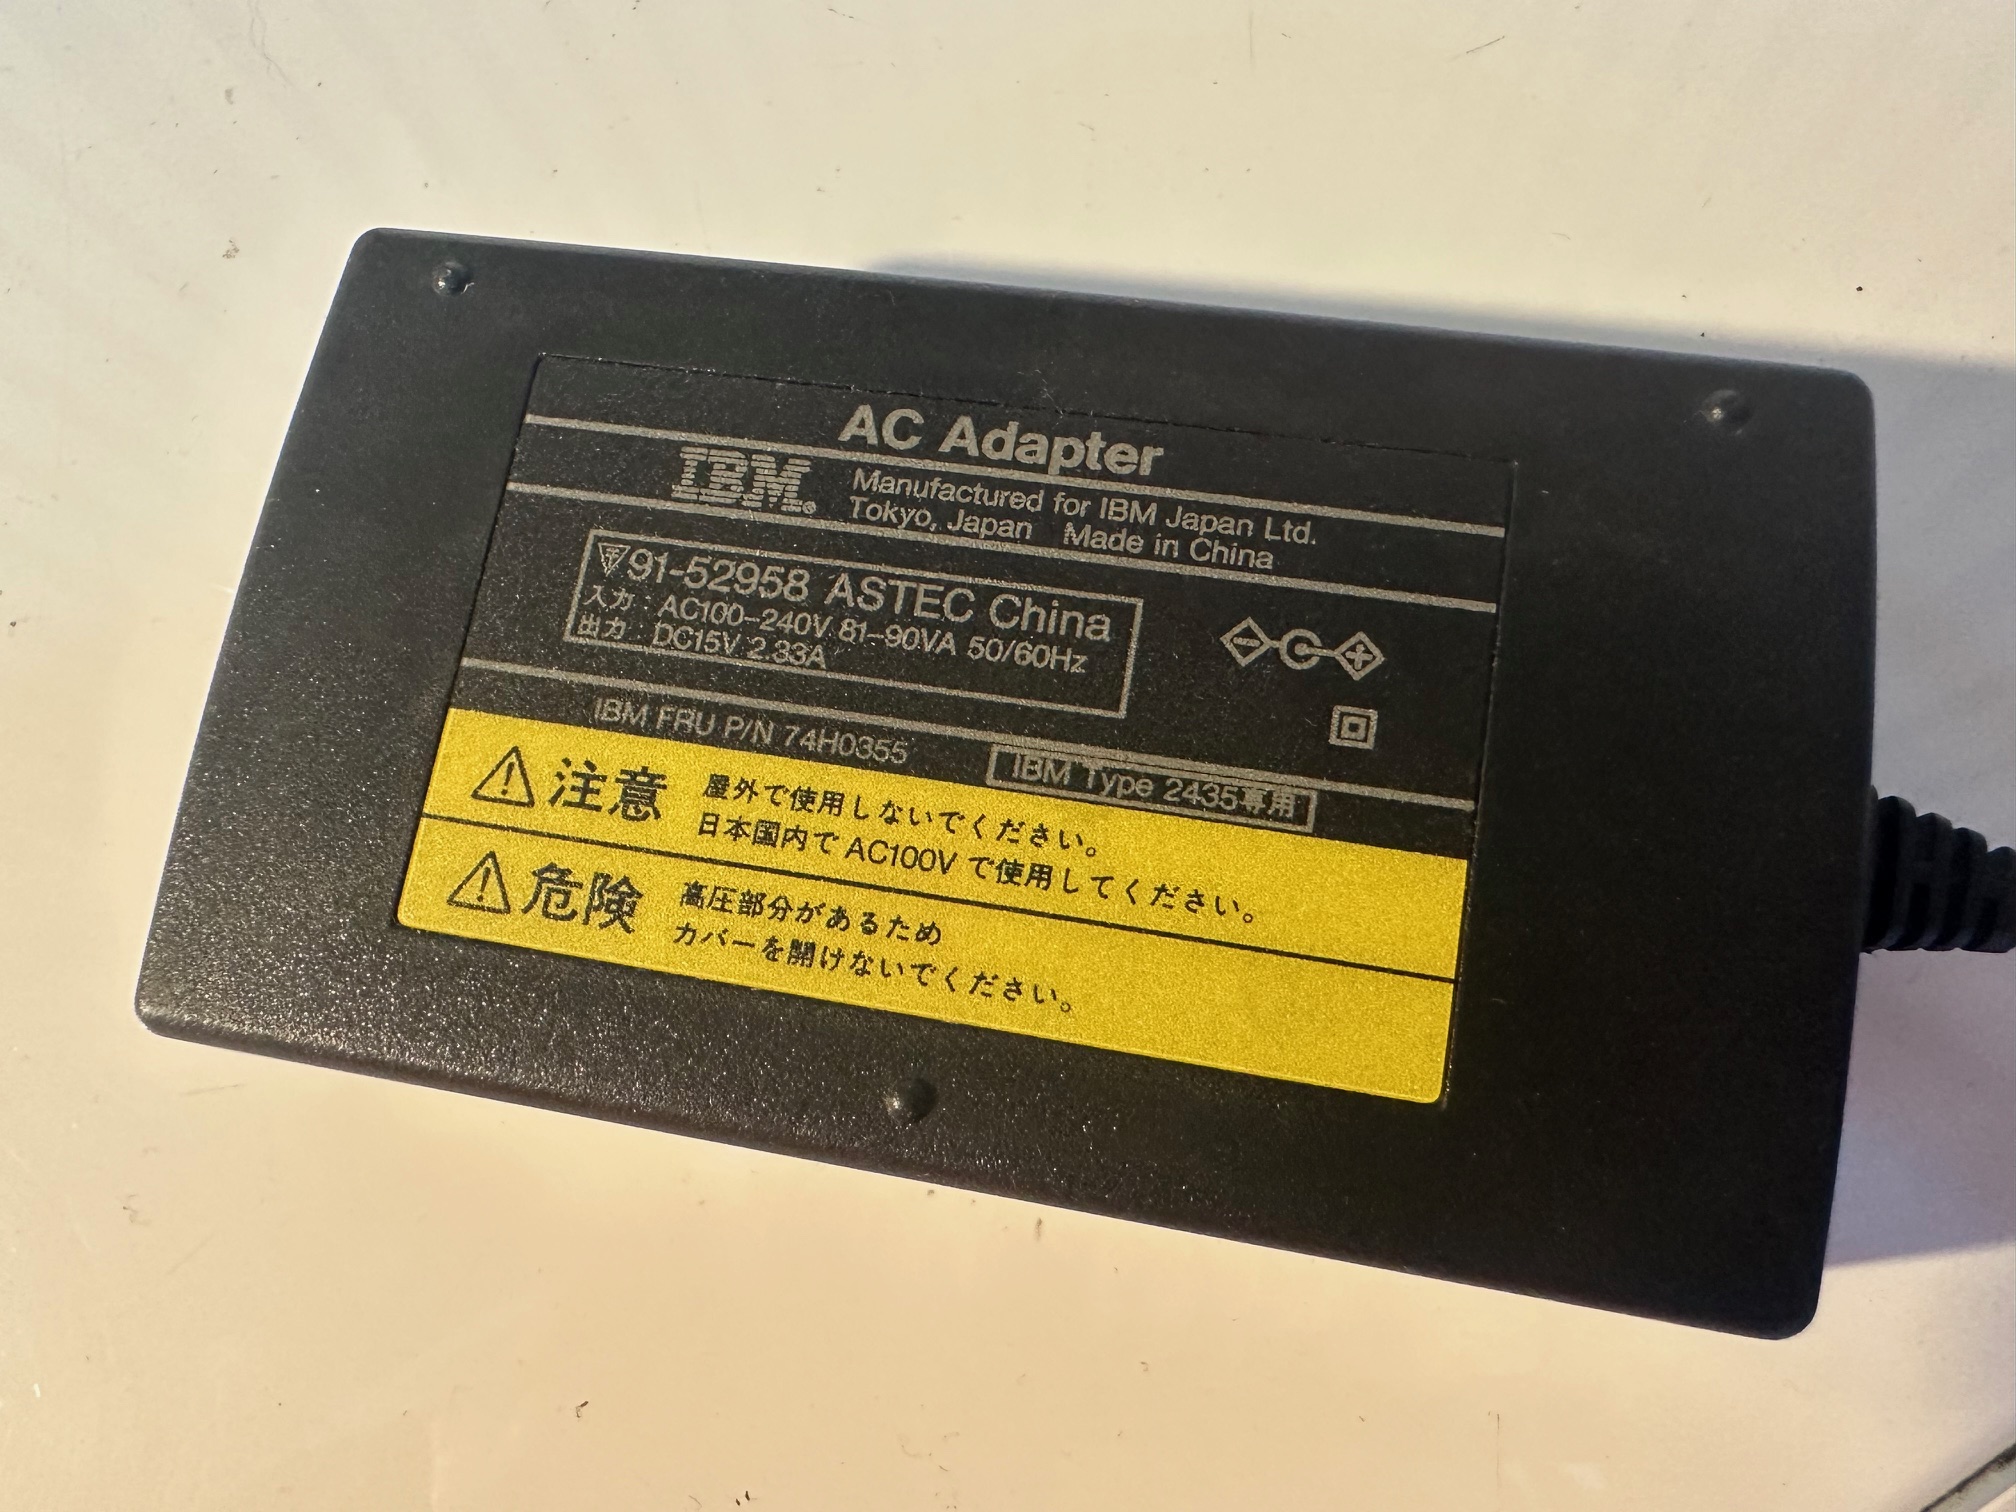 AC Adapter
IBM®
Manufactured for IBM Japan Ltd.
Tokyo, Japan Made in China
91-52958 ASTEC China
入力：AC100-240V 81-90VA 50/60Hz
出力：DC15V 2.33A
IBM FRU P/N 74H0355
IBM Type 2435専用
注意
屋外で使用しないでください。
日本国内で AC100V で使用してください。
危険
高圧部分があるため
カバーを開けないでください。